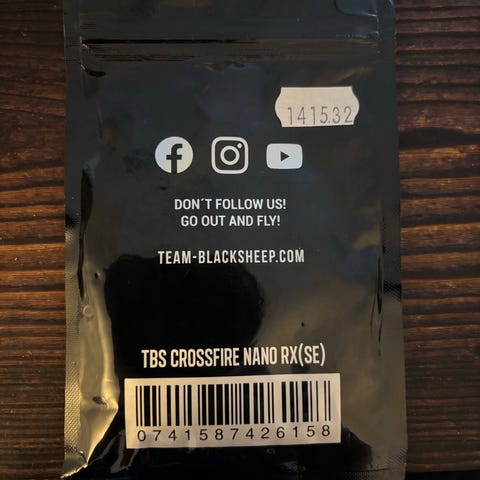 1415.32
DON´T FOLLOW US!
GO OUT AND FLY!
TEAM-BLACKSHEEP.COM
TBS CROSSFIRE NANO RX(SE)
0741587426158